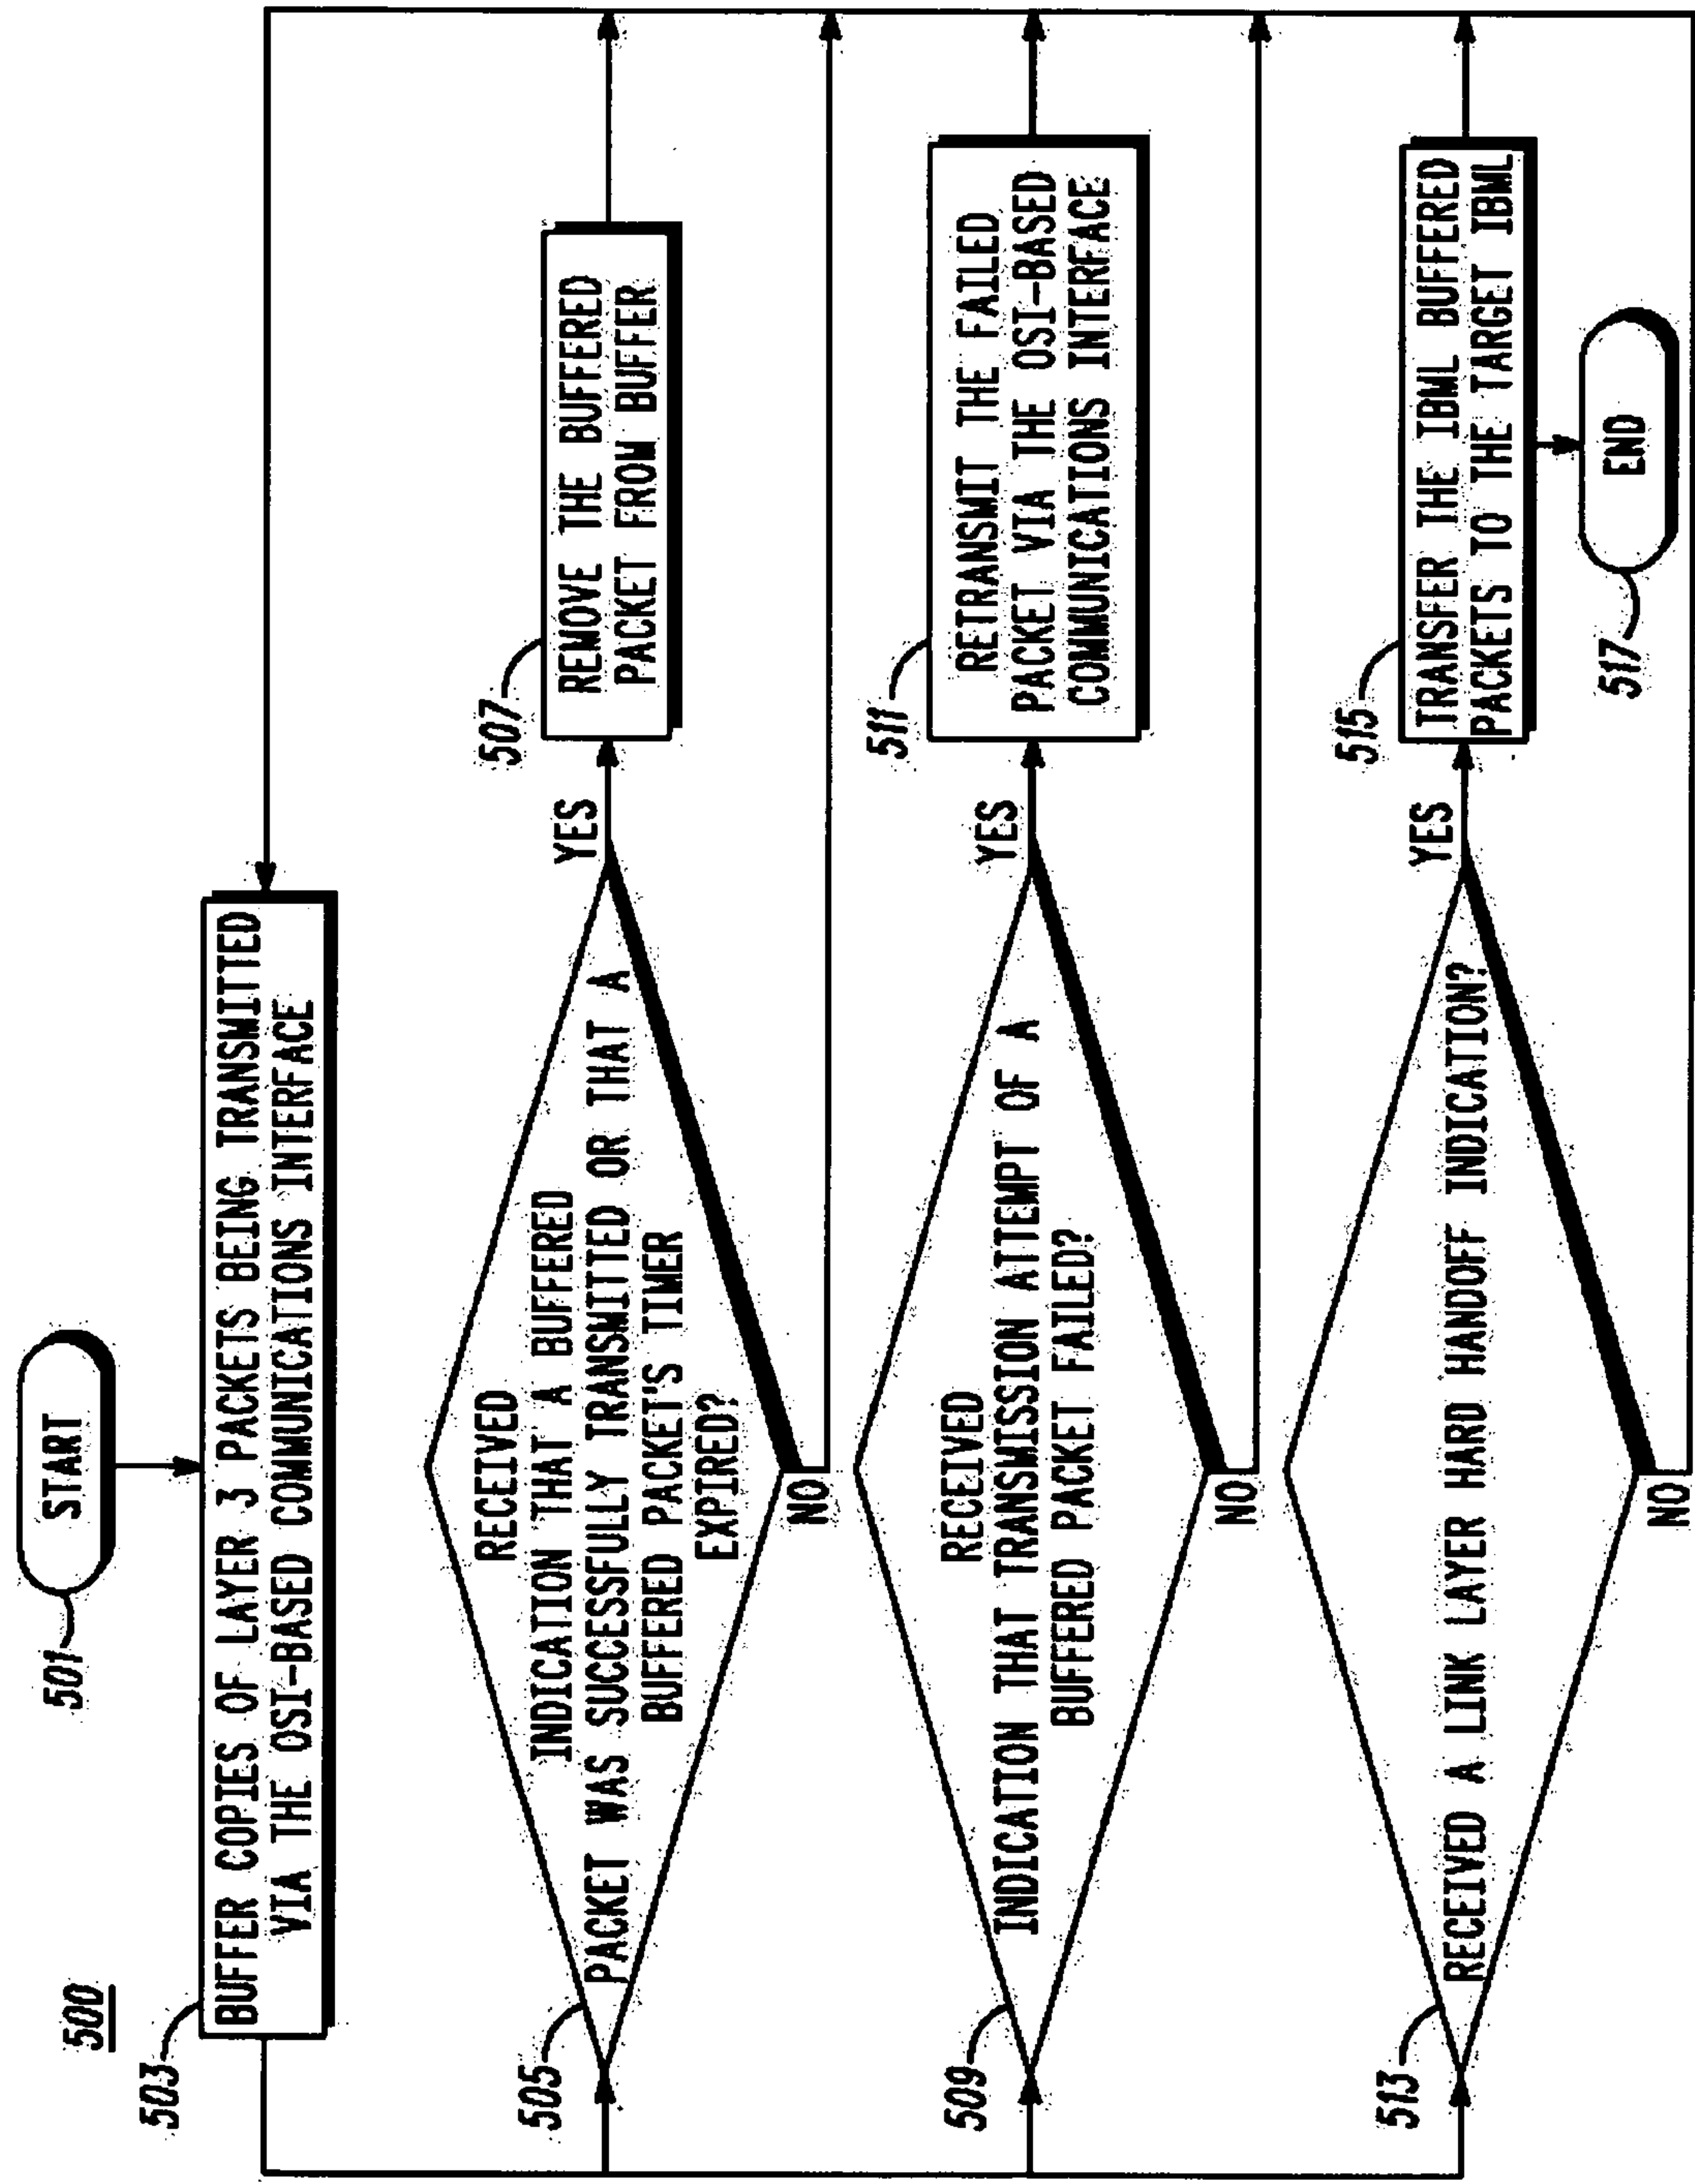 500
501
START
503
BUFFER COPIES OF LAYER 3 PACKETS BEING TRANSMITTED
VIA THE OSI-BASED COMMUNICATIONS INTERFACE
505
RECEIVED
INDICATION THAT A BUFFERED
PACKET WAS SUCCESSFULLY TRANSMITTED OR THAT A
BUFFERED PACKET'S TIMER
EXPIRED?
YES
NO
507
REMOVE THE BUFFERED
PACKET FROM BUFFER
509
RECEIVED
INDICATION THAT TRANSMISSION ATTEMPT OF A
BUFFERED PACKET FAILED?
YES
NO
511
RETRANSMIT THE FAILED
PACKET VIA THE OSI-BASED
COMMUNICATIONS INTERFACE
513
RECEIVED A LINK LAYER HARD HANDOFF INDICATION?
YES
NO
515
TRANSFER THE IBML BUFFERED
PACKETS TO THE TARGET IBML
517
END